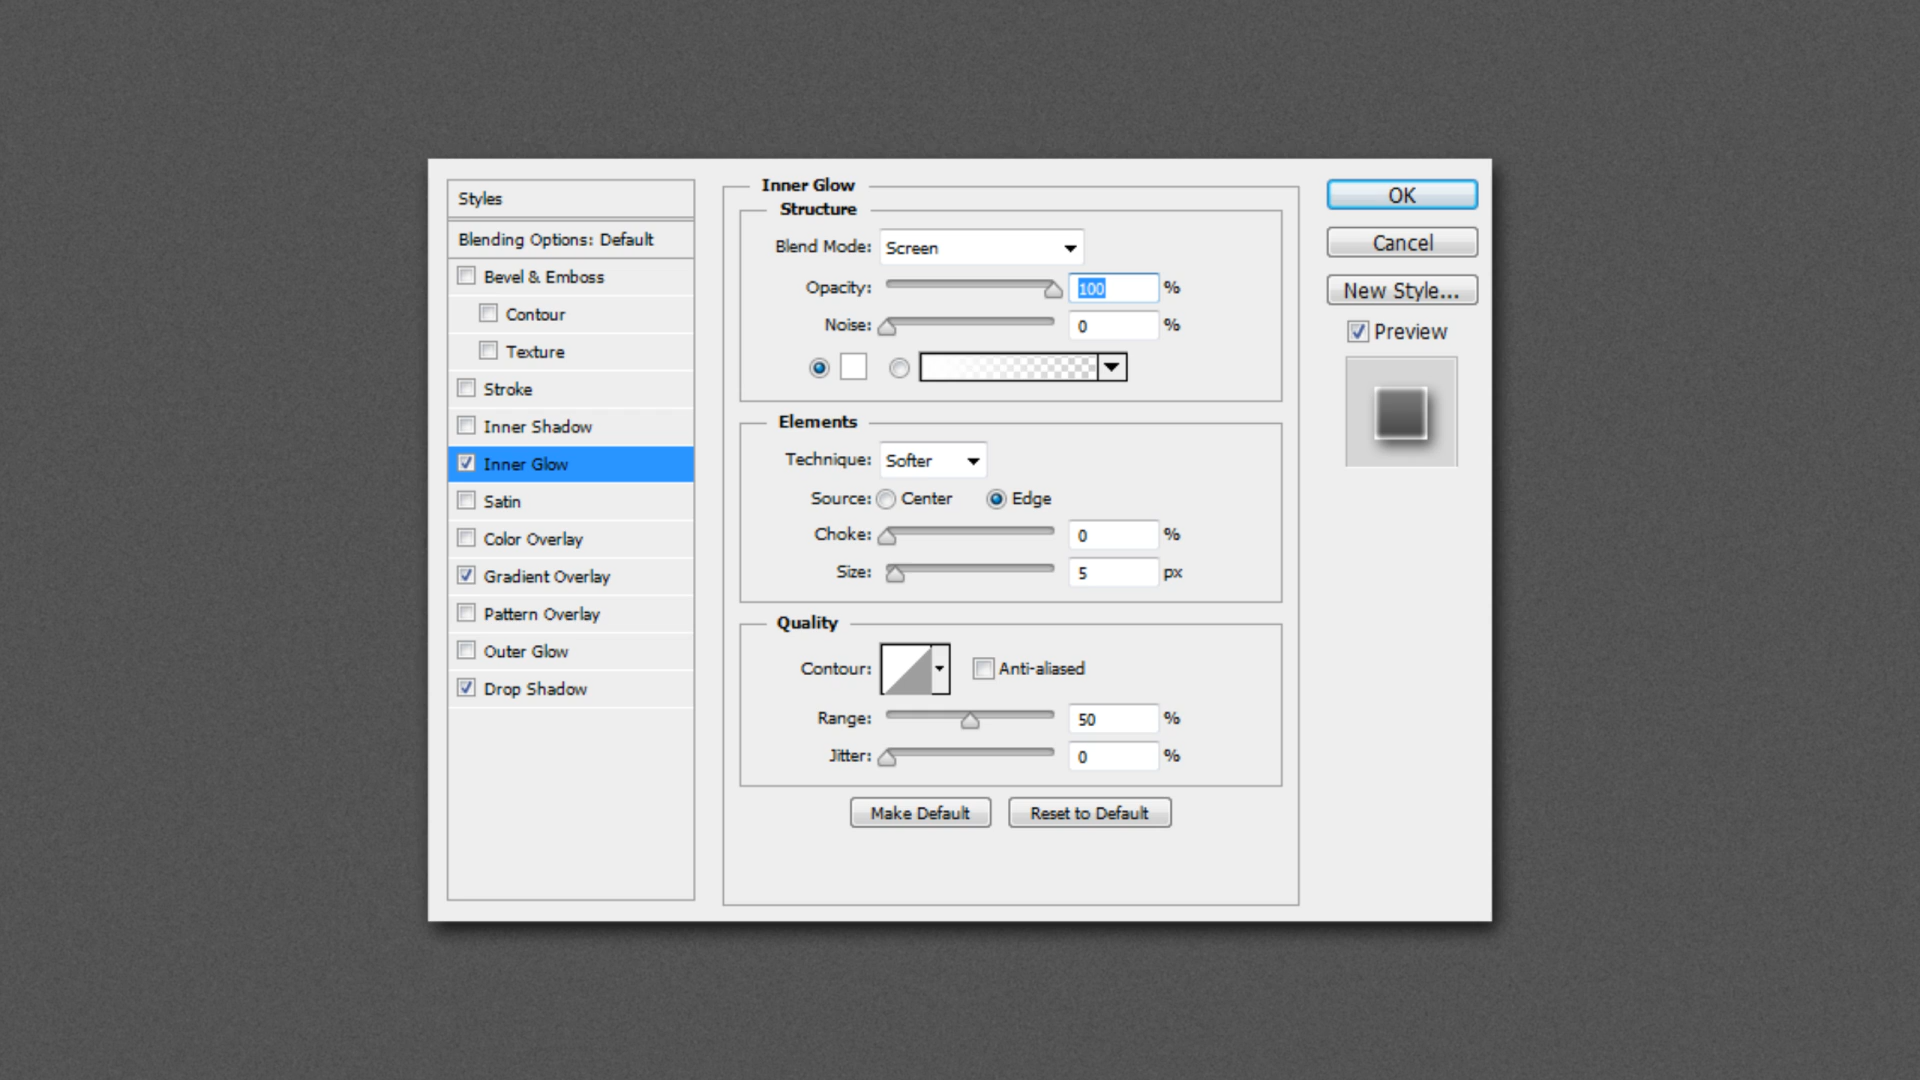 Styles
Blending Options: Default
Bevel & Emboss
Contour
Texture
Stroke
Inner Shadow
Inner Glow
Satin
Color Overlay
Gradient Overlay
Pattern Overlay
Outer Glow
Drop Shadow
Inner Glow
Structure
Blend Mode: Screen
Opacity: 100 %
Noise: 0 %
Elements
Technique: Softer
Source: Center Edge
Choke: 0 %
Size: 5 px
Quality
Contour: Anti-aliased
Range: 50 %
Jitter: 0 %
Make Default Reset to Default
OK
Cancel
New Style...
Preview